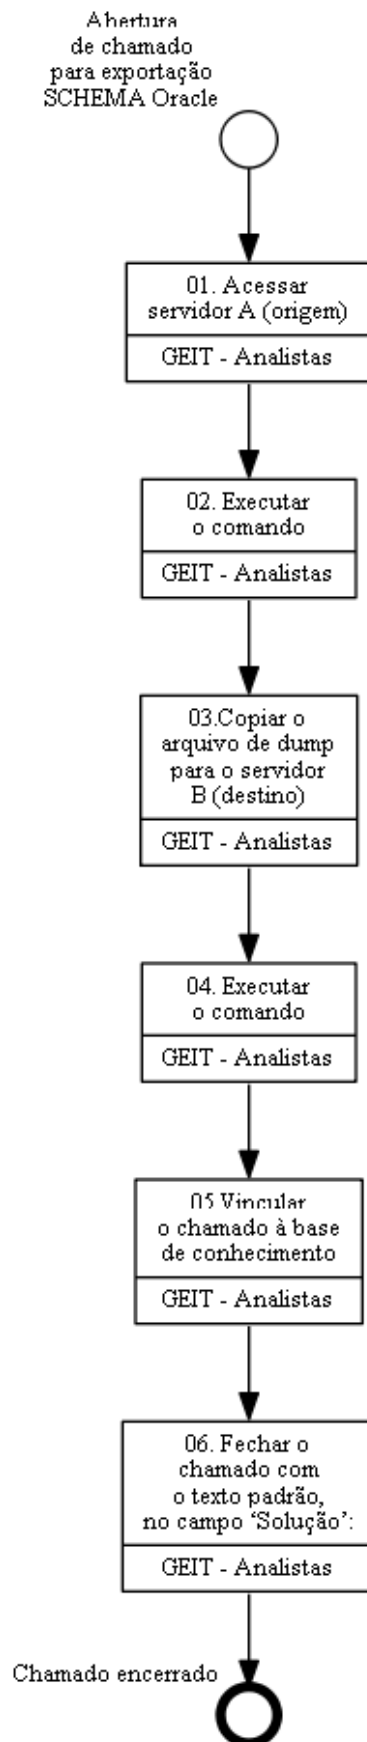 Abertura
de chamado
para exportação
SCHEMA Oracle
01. Acessar
servidor A (origem)
GEIT - Analistas
02. Executar
o comando
GEIT - Analistas
03.Copiar o
arquivo de dump
para o servidor
B (destino)
GEIT - Analistas
04. Executar
o comando
GEIT - Analistas
05 Vincular
o chamado à base
de conhecimento
GEIT - Analistas
06. Fechar o
chamado com
o texto padrão,
no campo ‘Solução’:
GEIT - Analistas
Chamado encerrado